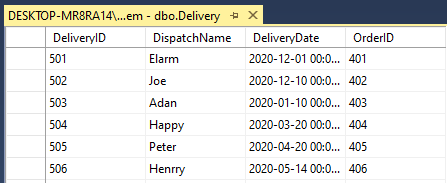 DESKTOP-MR8RA14\...em - dbo.Delivery
DeliveryID DispatchName DeliveryDate OrderID
501 Elarm 2020-12-01 00:0... 401
502 Joe 2020-12-10 00:0... 402
503 Adan 2020-01-10 00:0... 403
504 Happy 2020-03-20 00:0... 404
505 Peter 2020-04-20 00:0... 405
506 Henrry 2020-05-14 00:0... 406